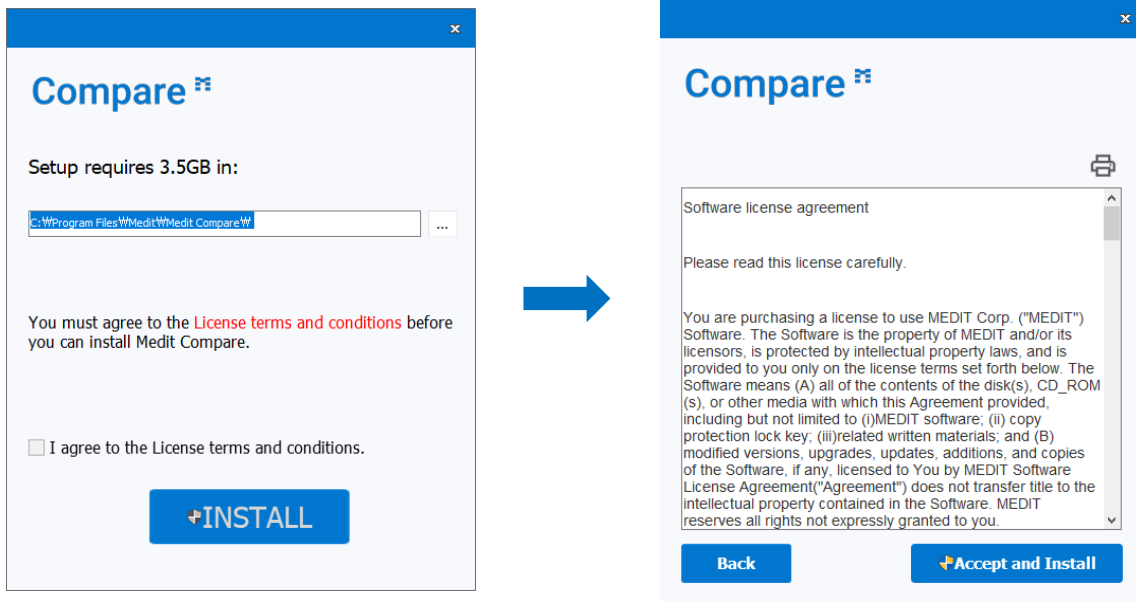 Compare
Setup requires 3.5GB in:
C:₩Program Files₩Medit₩Medit Compare₩
...
You must agree to the License terms and conditions before
you can install Medit Compare.
I agree to the License terms and conditions.
INSTALL
Compare
Software license agreement
Please read this license carefully.
You are purchasing a license to use MEDIT Corp. ("MEDIT")
Software. The Software is the property of MEDIT and/or its
licensors, is protected by intellectual property laws, and is
provided to you only on the license terms set forth below. The
Software means (A) all of the contents of the disk(s), CD_ROM
(s), or other media with which this Agreement provided,
including but not limited to (i)MEDIT software; (ii) copy
protection lock key; (iii)related written materials; and (B)
modified versions, upgrades, updates, additions, and copies
of the Software, if any, licensed to You by MEDIT Software
License Agreement("Agreement") does not transfer title to the
intellectual property contained in the Software. MEDIT
reserves all rights not expressly granted to you.
Back
Accept and Install